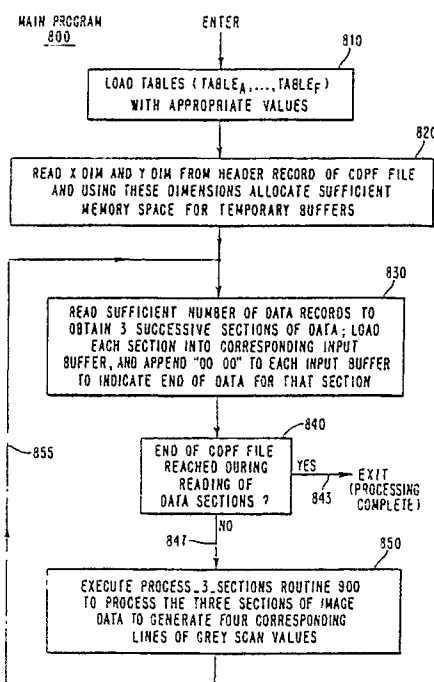 MAIN PROGRAM
800
ENTER
810
LOAD TABLES (TABLEA,...,TABLEF)
WITH APPROPRIATE VALUES
820
READ X DIM AND Y DIM FROM HEADER RECORD OF COPF FILE
AND USING THESE DIMENSIONS ALLOCATE SUFFICIENT
MEMORY SPACE FOR TEMPORARY BUFFERS
830
READ SUFFICIENT NUMBER OF DATA RECORDS TO
OBTAIN 3 SUCCESSIVE SECTIONS OF DATA; LOAD
EACH SECTION INTO CORRESPONDING INPUT
BUFFER, AND APPEND "00 00" TO EACH INPUT BUFFER
TO INDICATE END OF DATA FOR THAT SECTION
855
840
END OF COPF FILE
REACHED DURING
READING OF
DATA SECTIONS ?
YES
843
EXIT
(PROCESSING
COMPLETE)
NO
847
850
EXECUTE PROCESS_3_SECTIONS ROUTINE 900
TO PROCESS THE THREE SECTIONS OF IMAGE
DATA TO GENERATE FOUR CORRESPONDING
LINES OF GREY SCAN VALUES